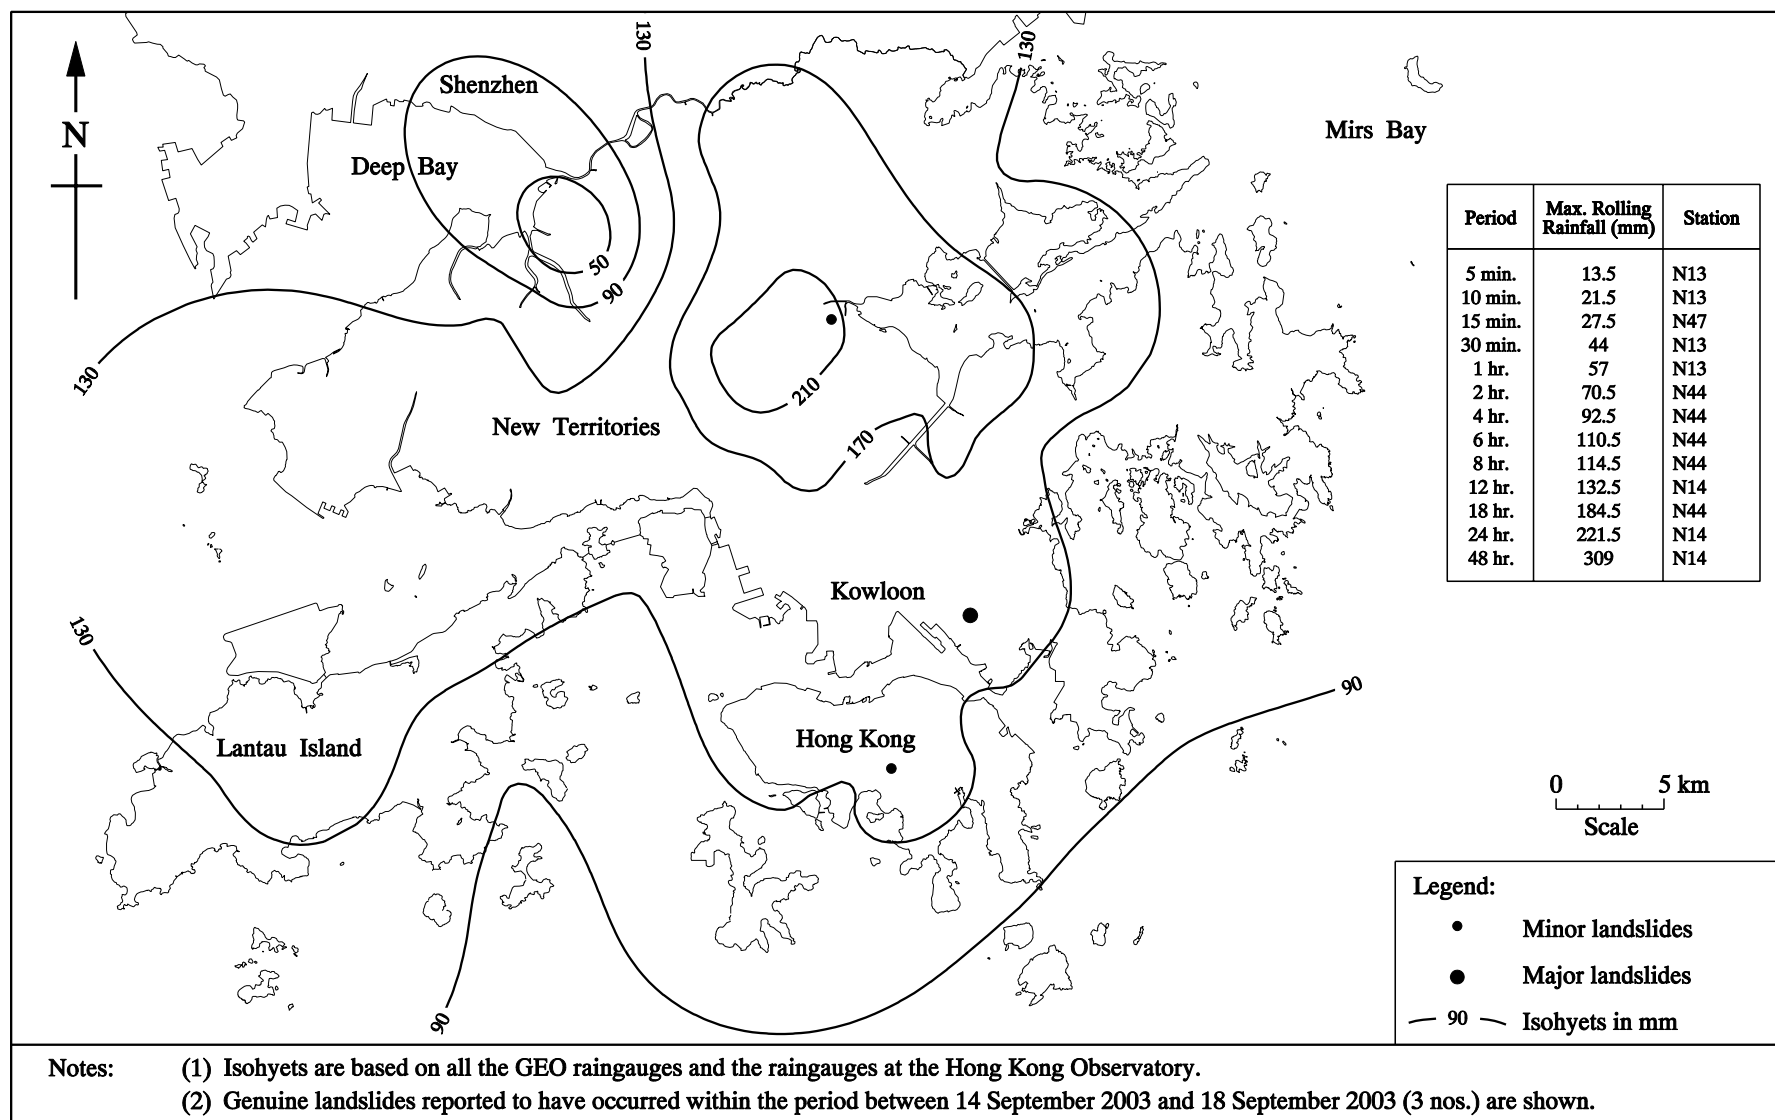 130
130
Shenzhen
N
Mirs Bay
Deep Bay
Period Max. Rolling Rainfall (mm) Station
5 min. 13.5 N13
10 min. 21.5 N13
15 min. 27.5 N47
30 min. 44 N13
1 hr. 57 N13
2 hr. 70.5 N44
4 hr. 92.5 N44
6 hr. 110.5 N44
8 hr. 114.5 N44
12 hr. 132.5 N14
18 hr. 184.5 N44
24 hr. 221.5 N14
48 hr. 309 N14
50
90
130
210
New Territories
170
Kowloon
130
90
Hong Kong
Lantau Island
0 5 km
Scale
90
Legend:
Minor landslides
Major landslides
90 Isohyets in mm
Notes: (1) Isohyets are based on all the GEO raingauges and the raingauges at the Hong Kong Observatory.
(2) Genuine landslides reported to have occurred within the period between 14 September 2003 and 18 September 2003 (3 nos.) are shown.